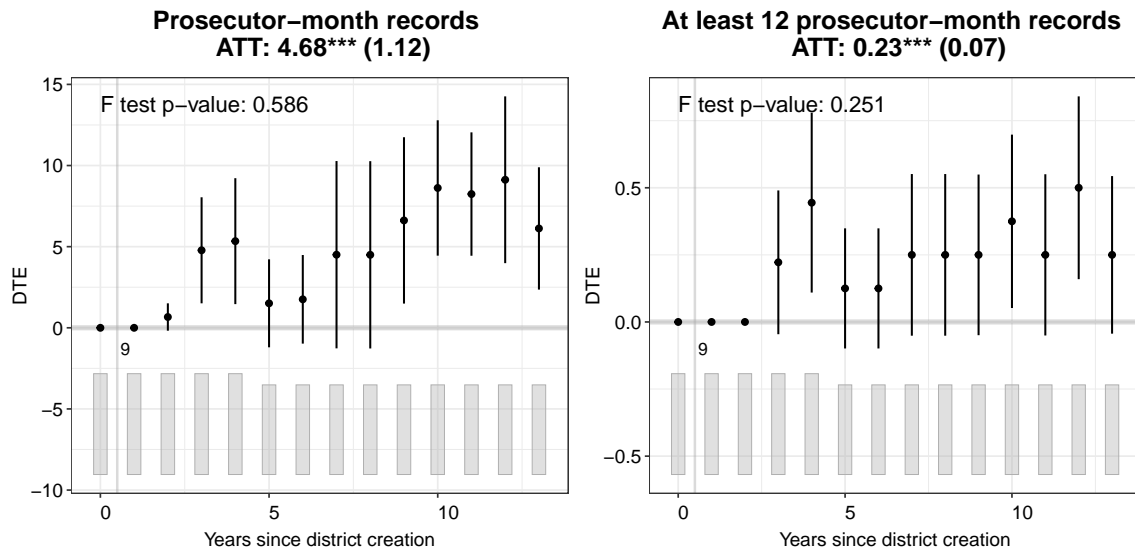 Prosecutor−month records
ATT: 4.68*** (1.12)
F test p−value: 0.586
15
10
5
0
−5
−10
DTE
9
0
5
10
Years since district creation
At least 12 prosecutor−month records
ATT: 0.23*** (0.07)
F test p−value: 0.251
0.5
0.0
−0.5
DTE
9
0
5
10
Years since district creation